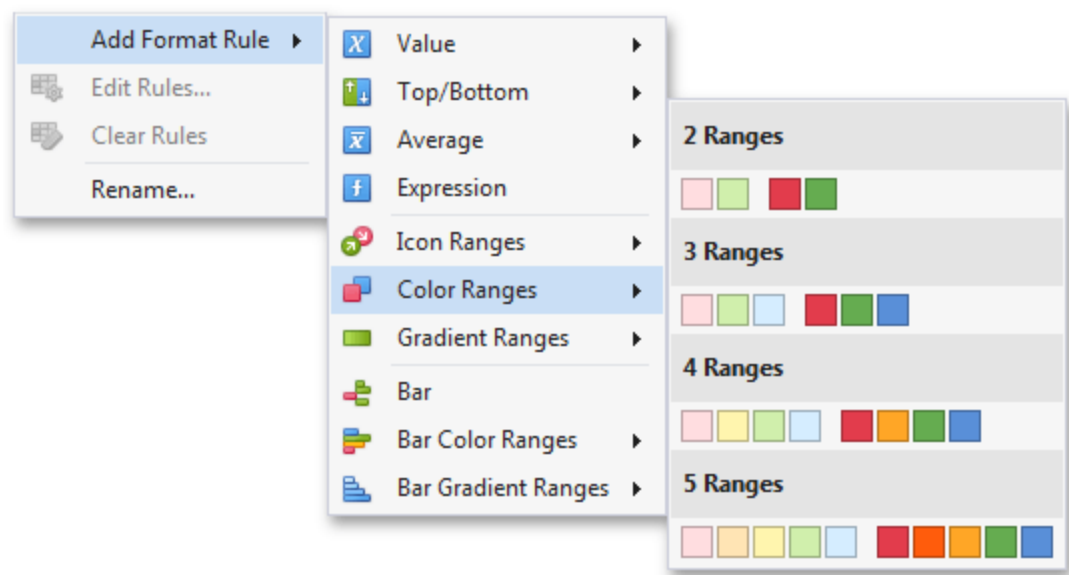 Add Format Rule
Edit Rules...
Clear Rules
Rename...
Value
Top/Bottom
Average
Expression
Icon Ranges
Color Ranges
Gradient Ranges
Bar
Bar Color Ranges
Bar Gradient Ranges
2 Ranges
3 Ranges
4 Ranges
5 Ranges